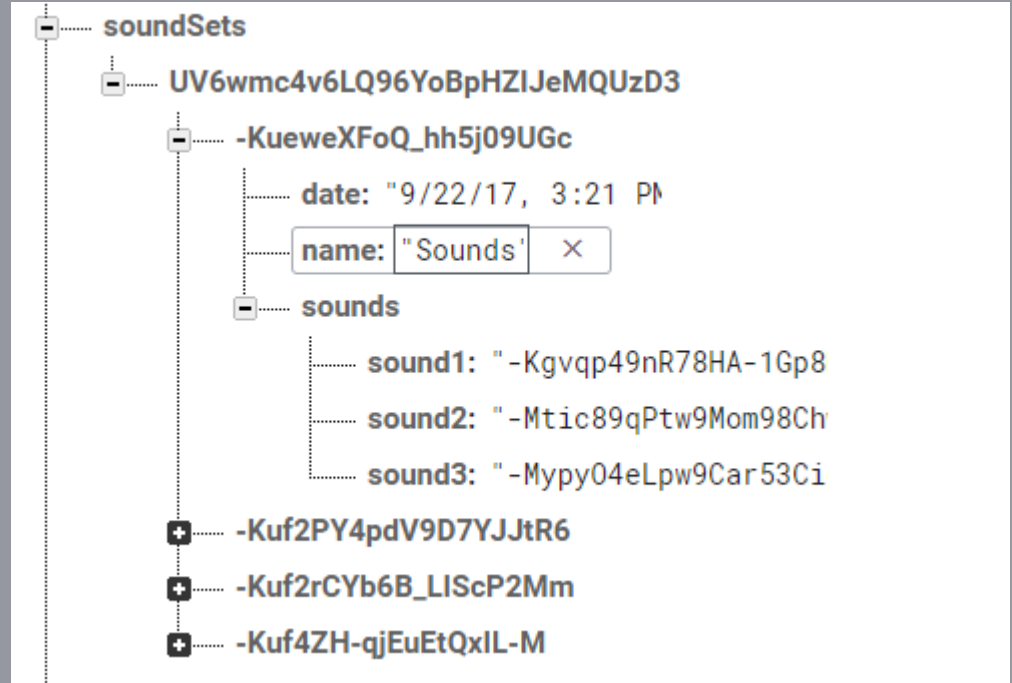 soundSets
UV6wmc4v6LQ96YoBpHZIJeMQUzD3
-KueweXFoQ_hh5j09UGc
date: "9/22/17, 3:21 PM
name: "Sounds"
sounds
sound1: "-Kgvqp49nR78HA-1Gp8
sound2: "-Mtic89qPtw9Mom98Ch
sound3: "-MypyO4eLpw9Car53Ci
-Kuf2PY4pdV9D7YJJtR6
-Kuf2rCYb6B_LIScP2Mm
-Kuf4ZH-qjEuEtQxIL-M